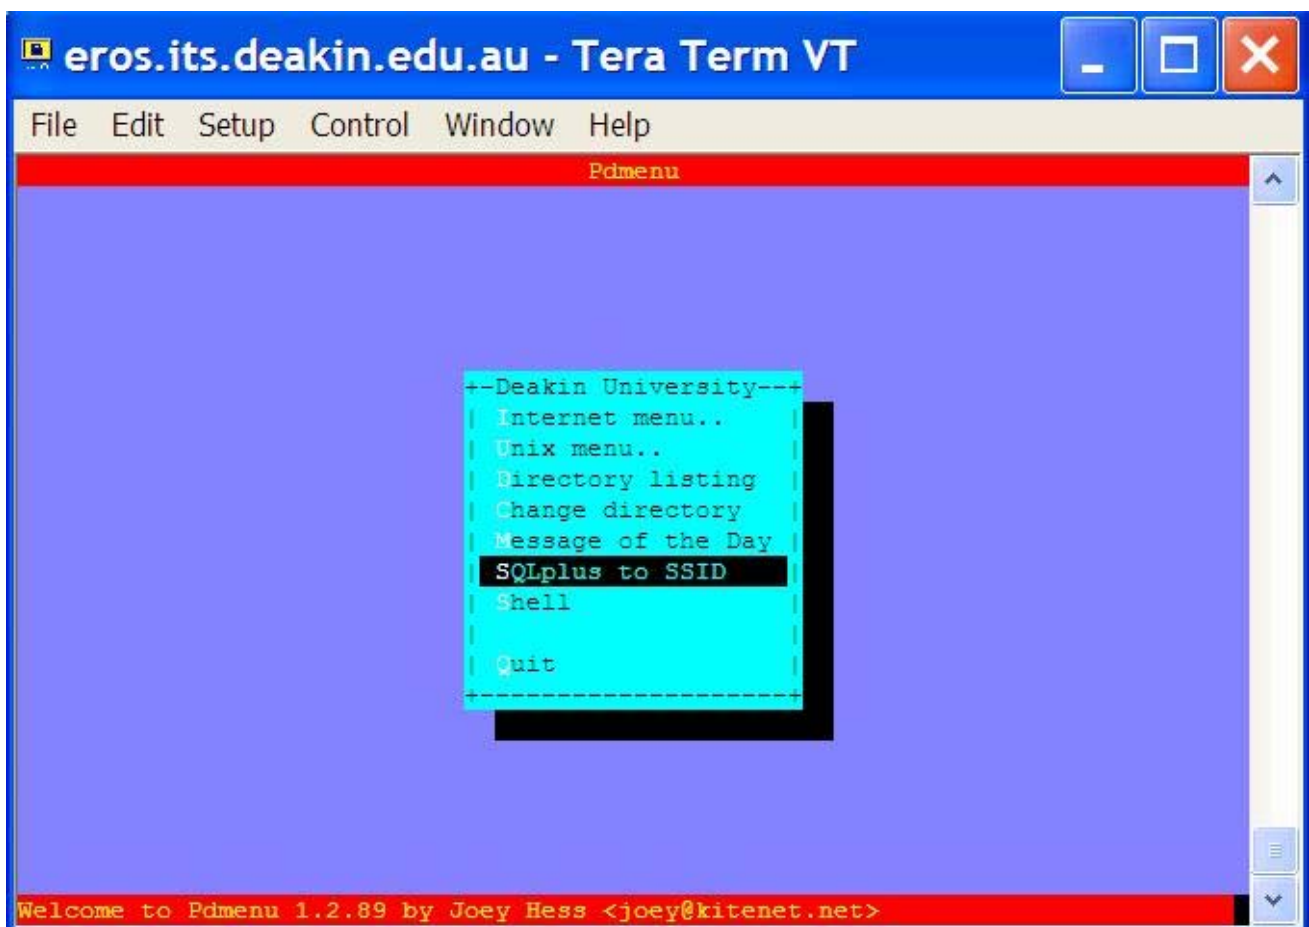 eros.its.deakin.edu.au - Tera Term VT
File Edit Setup Control Window Help
Pdmenu
+-Deakin University--+
| Internet menu.. |
| Unix menu.. |
| Directory listing |
| Change directory |
| Message of the Day |
| SQLplus to SSID |
| Shell |
| Quit |
Welcome to Pdmenu 1.2.89 by Joey Hess <joey@kitenet.net>